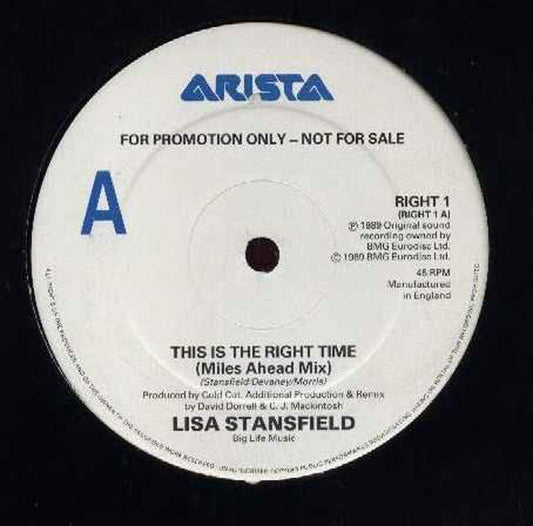 ARISTA
FOR PROMOTION ONLY – NOT FOR SALE
A
RIGHT 1
(RIGHT 1 A)
℗ 1989 Original sound
recording owned by
BMG Eurodisc Ltd.
© 1989 BMG Eurodisc Ltd.
45 RPM
Manufactured
in England
THIS IS THE RIGHT TIME
(Miles Ahead Mix)
(Stansfield/Devaney/Morris)
Produced by Cold Cut. Additional Production & Remix
by David Dorrell & C. J. Mackintosh
LISA STANSFIELD
Big Life Music